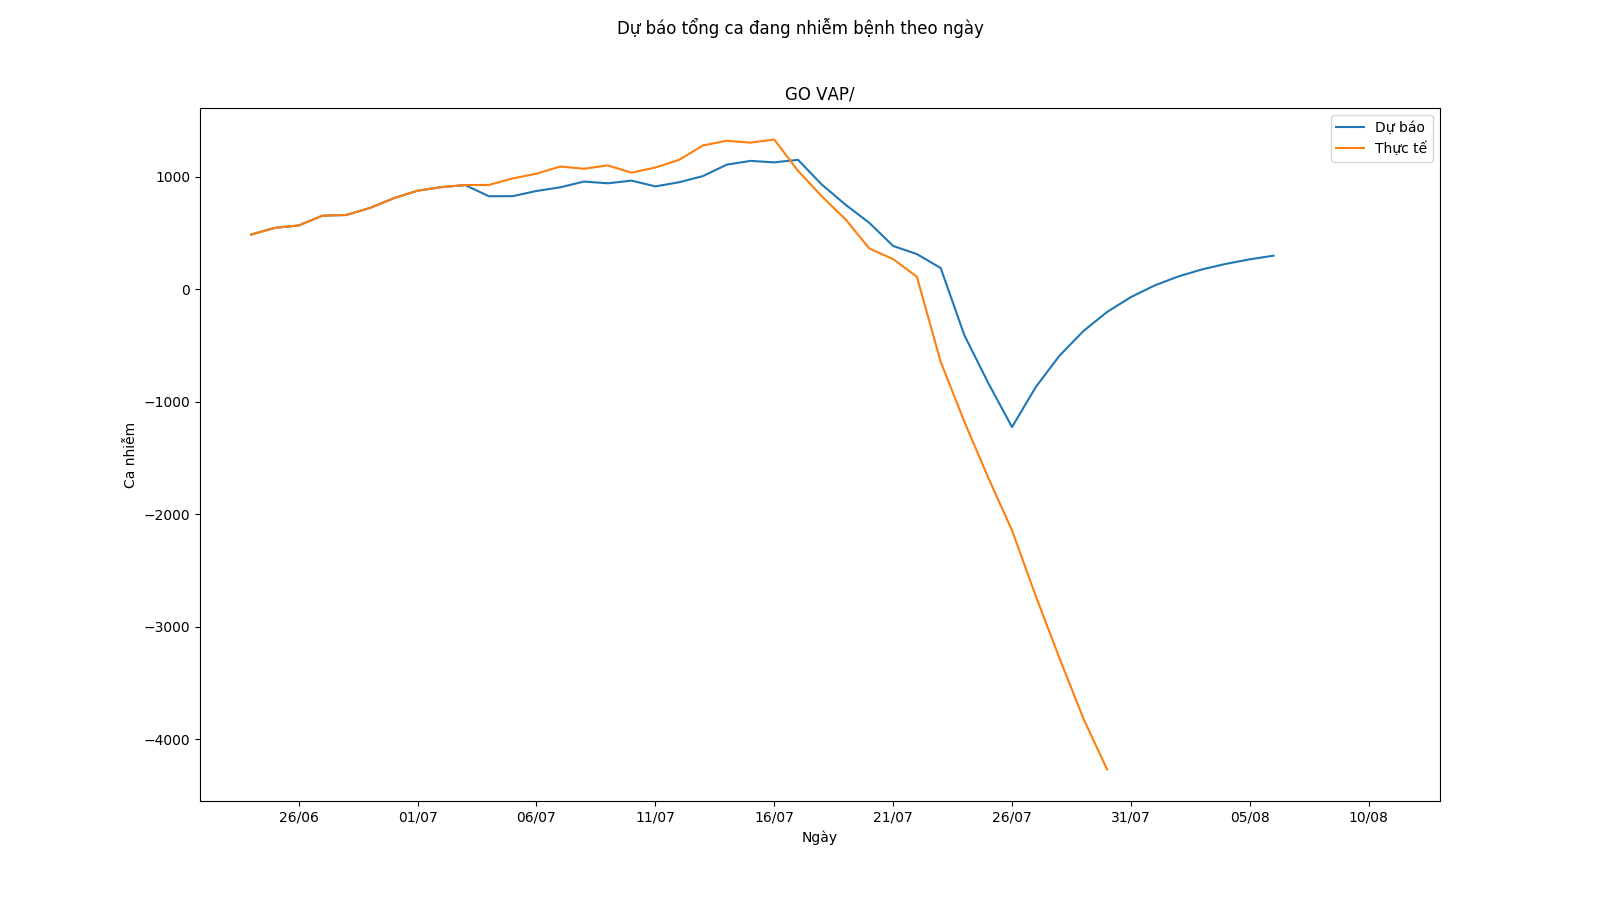 Dự báo tổng ca đang nhiễm bệnh theo ngày
GO VAP/
Dự báo
Thực tế
Ca nhiễm
1000
0
−1000
−2000
−3000
−4000
26/06 01/07 06/07 11/07 16/07 21/07 26/07 31/07 05/08 10/08
Ngày